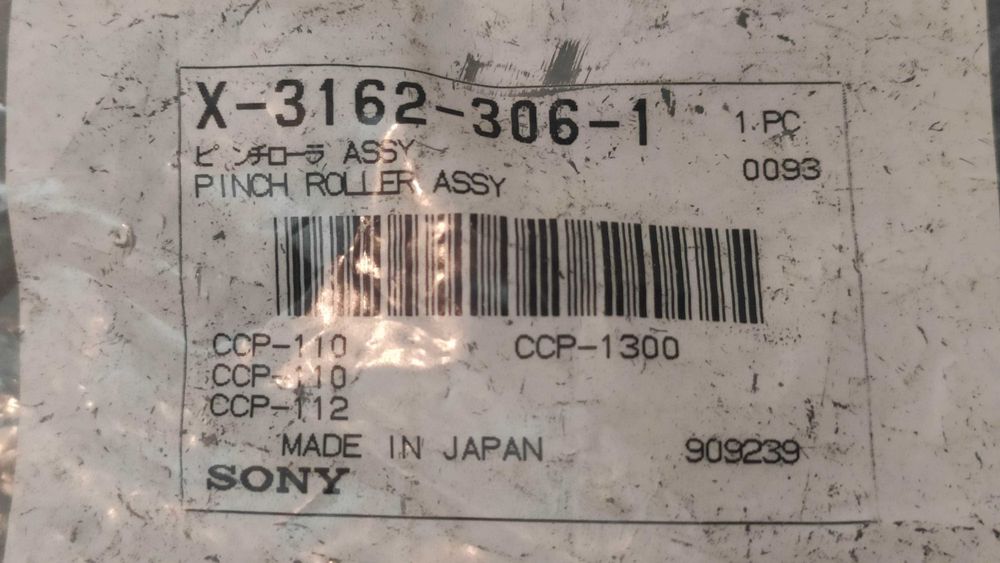 X-3162-306-1
1 PC
ピンチローラ ASSY
0093
PINCH ROLLER ASSY
CCP-110
CCP-1300
CCP-110
CCP-112
MADE IN JAPAN
909239
SONY